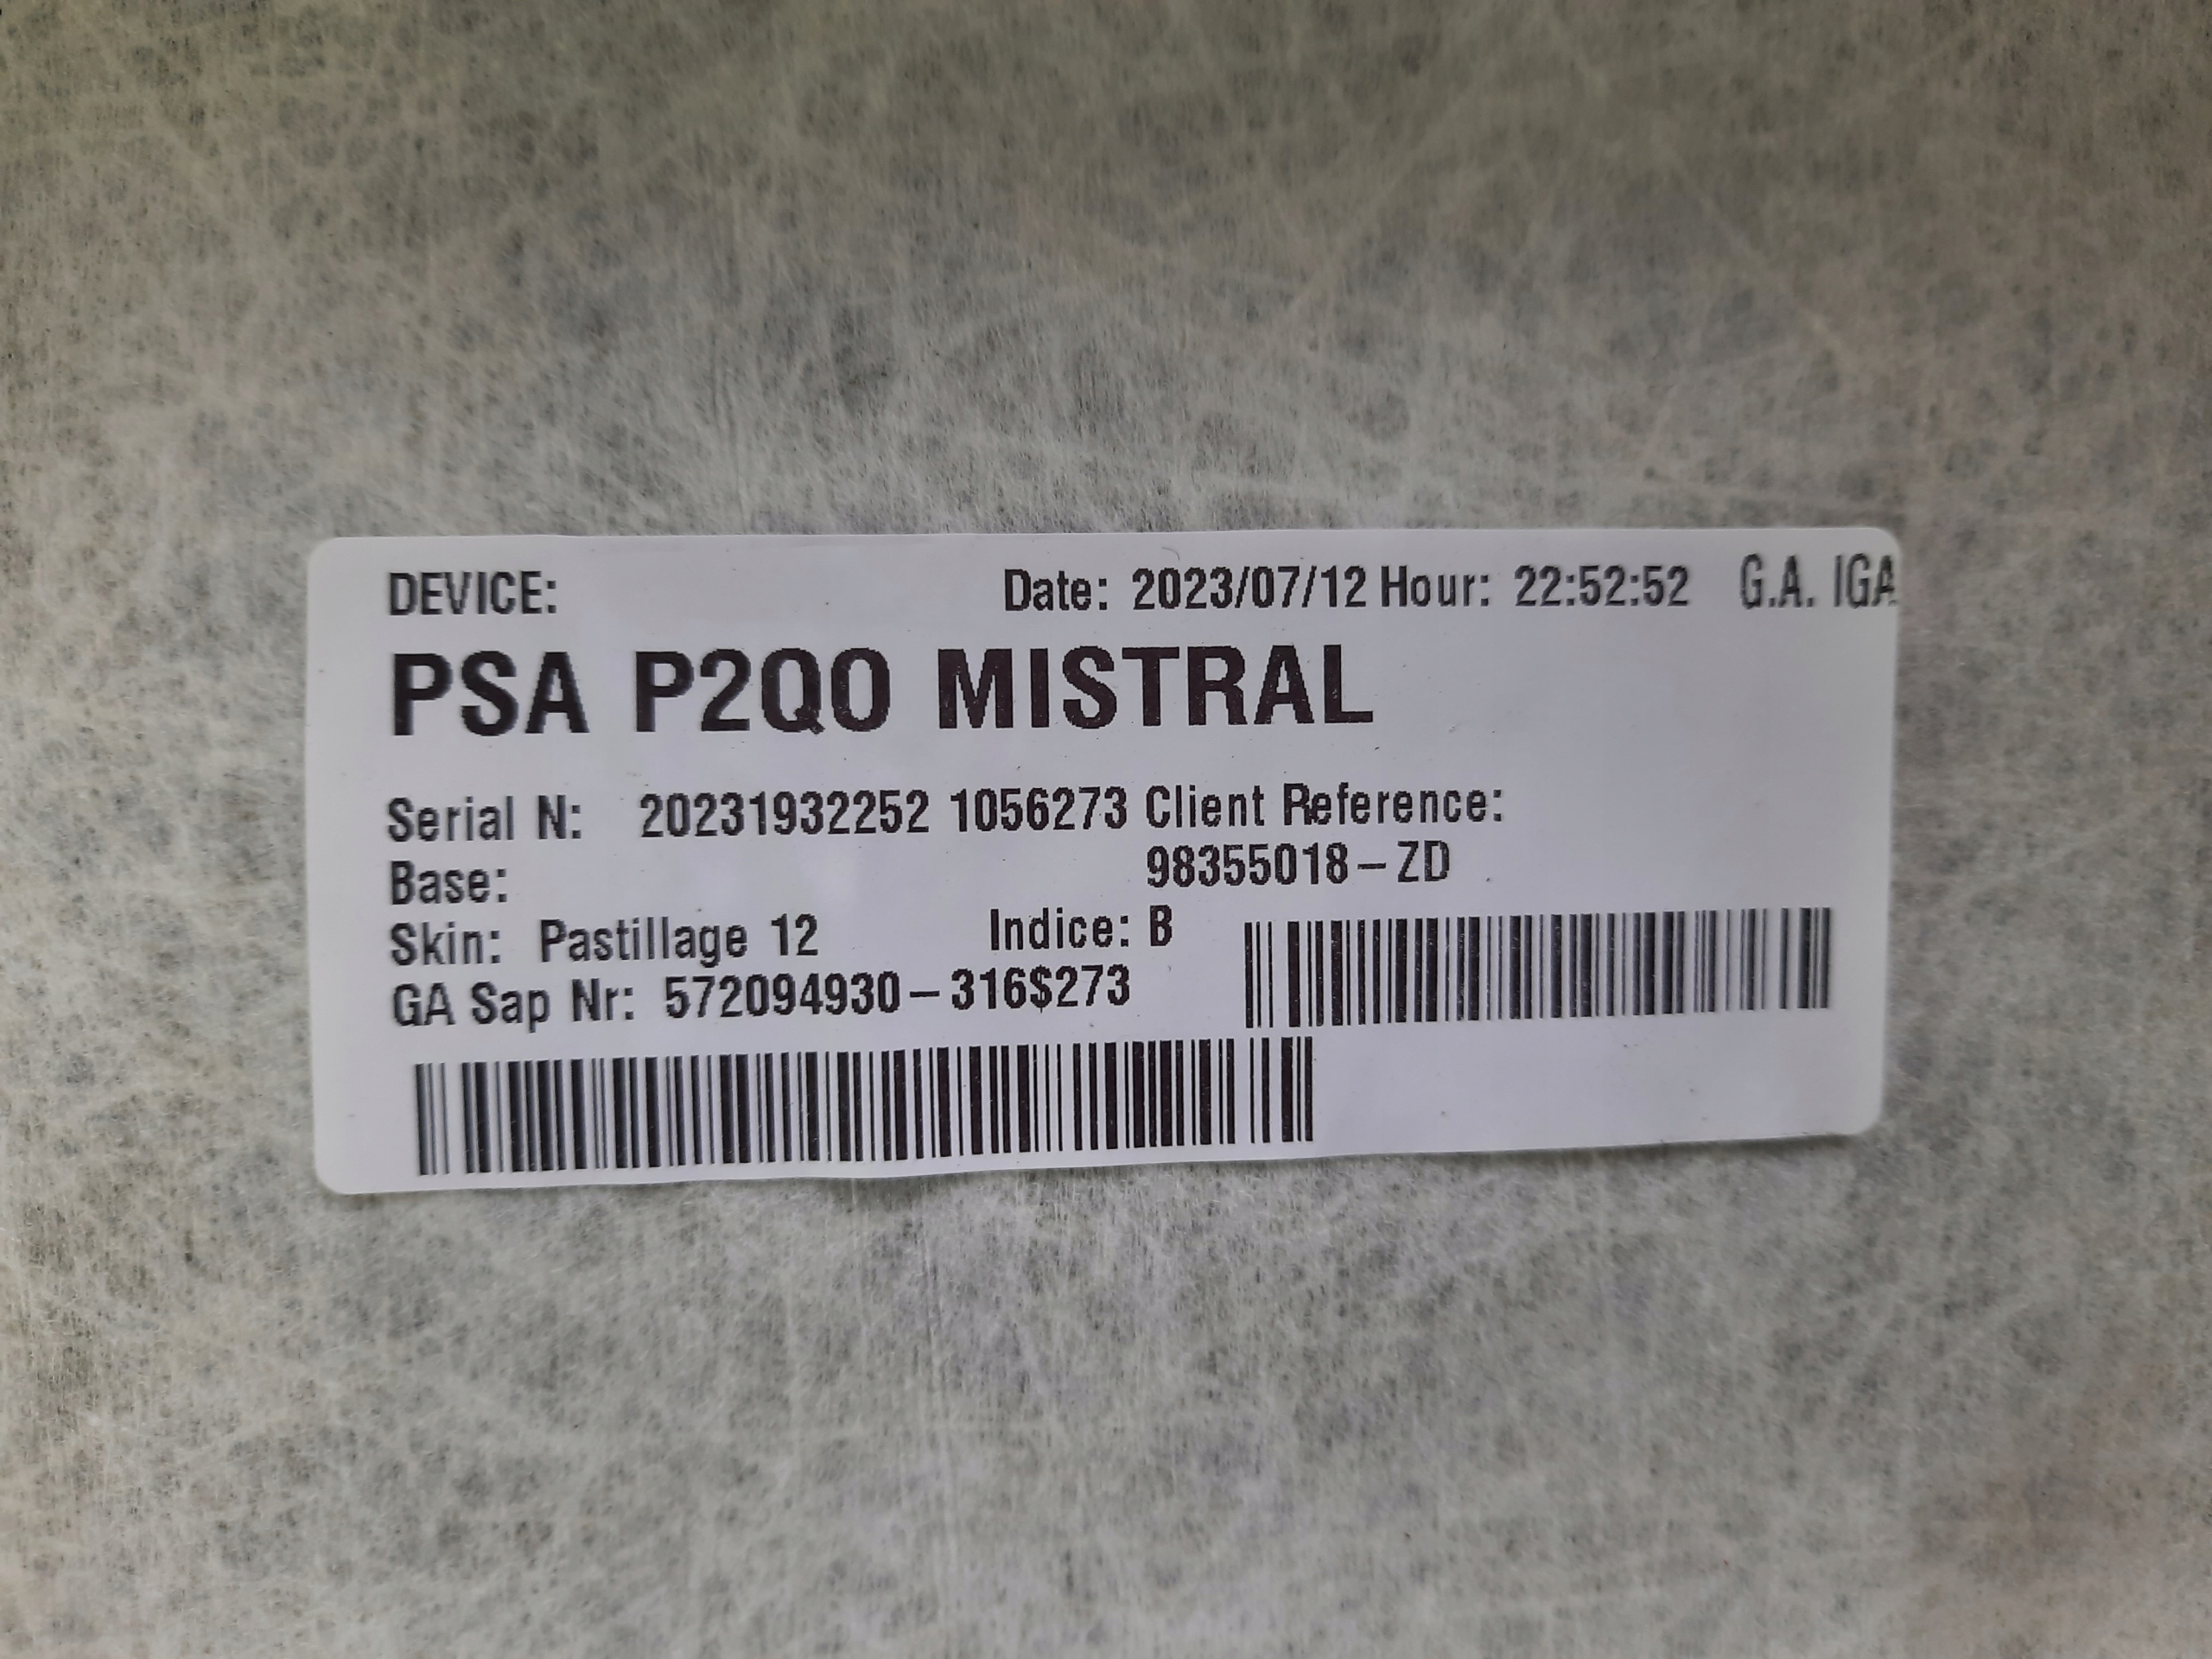 DEVICE: Date: 2023/07/12 Hour: 22:52:52 G.A. IGA
PSA P2QO MISTRAL
Serial N: 20231932252 1056273 Client Reference:
Base: 98355018-ZD
Skin: Pastillage 12 Indice: B
GA Sap Nr: 572094930-316$273